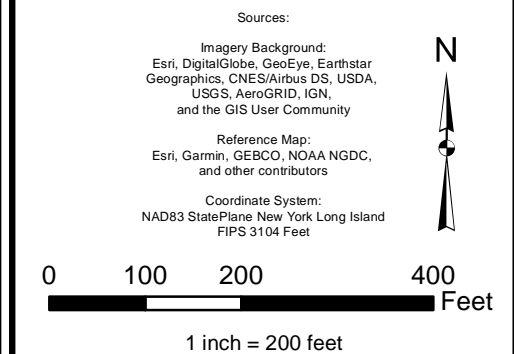 Sources:
Imagery Background:
Esri, DigitalGlobe, GeoEye, Earthstar
Geographics, CNES/Airbus DS, USDA,
USGS, AeroGRID, IGN,
and the GIS User Community
N
Reference Map:
Esri, Garmin, GEBCO, NOAA NGDC,
and other contributors
Coordinate System:
NAD83 StatePlane New York Long Island
FIPS 3104 Feet
0 100 200 400
Feet
1 inch = 200 feet